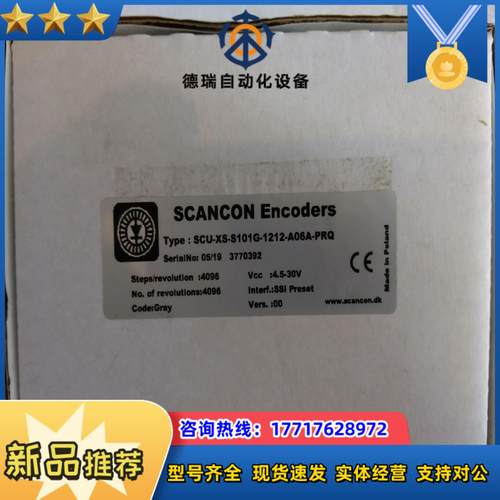 德瑞自动化设备
SCANCON Encoders
Type : SCU-XS-S101G-1212-A06A-PRQ
SerialNo: 05/19 3770392
Steps/revolution :4096 Vcc :4.5-30V
No. of revolutions:4096 Interf.:SSI Preset
Code:Gray Vers. :00
CE
Made in Poland
www.scancon.dk
咨询热线：17717628972
新品推荐
型号齐全 现货速发 实体经营 支持对公